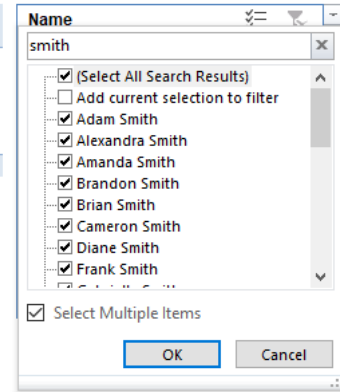 Name
smith
(Select All Search Results)
Add current selection to filter
Adam Smith
Alexandra Smith
Amanda Smith
Brandon Smith
Brian Smith
Cameron Smith
Diane Smith
Frank Smith
Select Multiple Items
OK Cancel